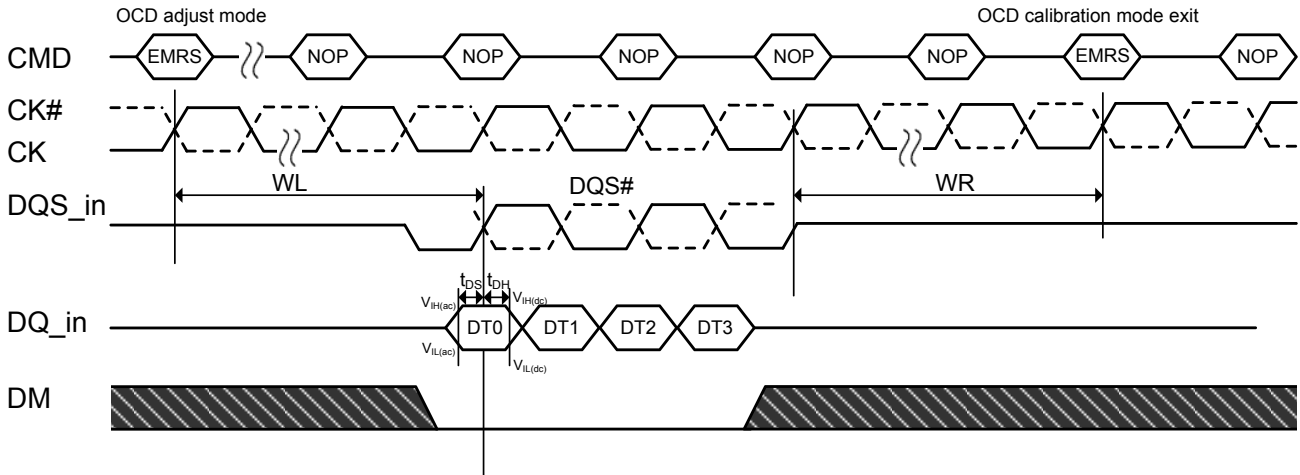 OCD adjust mode
OCD calibration mode exit
CMD
EMRS NOP NOP NOP NOP NOP EMRS NOP
CK#
CK
WL
DQS#
WR
DQS_in
tDS tDH
VIH(ac) VIH(dc)
DQ_in
DT0 DT1 DT2 DT3
VIL(ac) VIL(dc)
DM